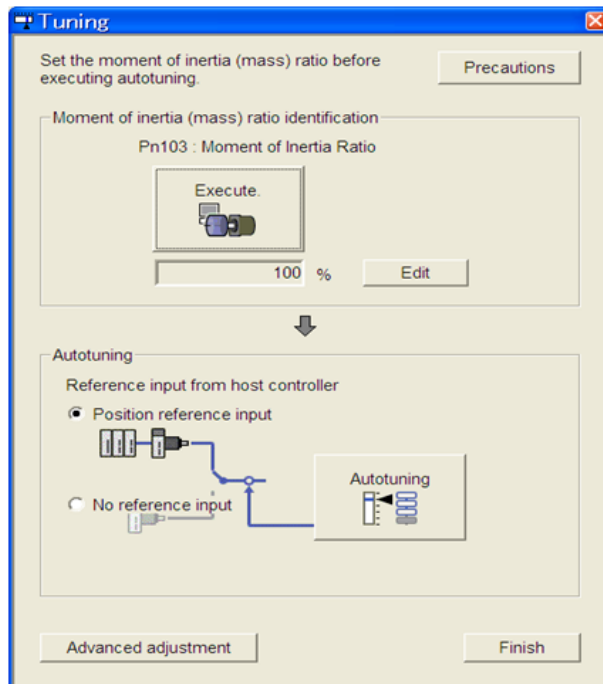 Tuning
Set the moment of inertia (mass) ratio before
executing autotuning.
Precautions
Moment of inertia (mass) ratio identification
Pn103 : Moment of Inertia Ratio
Execute.
100 %
Edit
Autotuning
Reference input from host controller
Position reference input
Autotuning
No reference input
Advanced adjustment
Finish